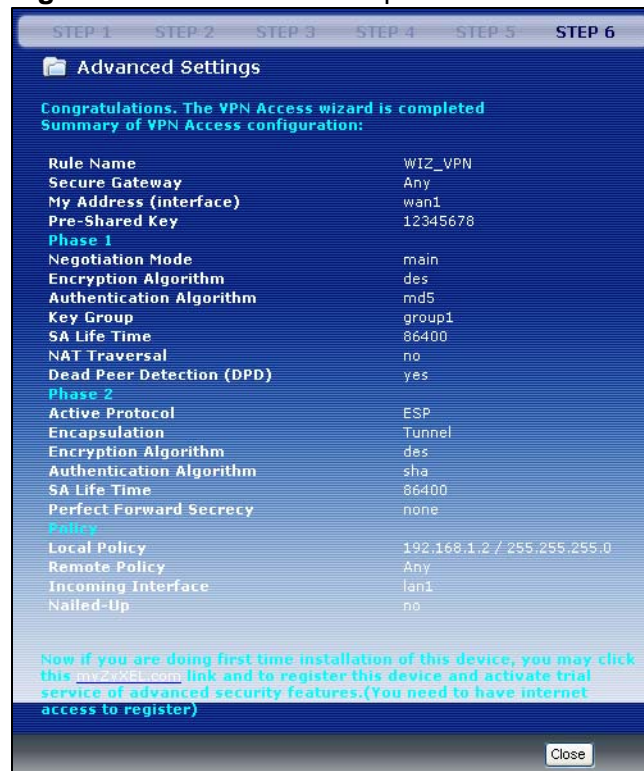 STEP 1 STEP 2 STEP 3 STEP 4 STEP 5 STEP 6
Advanced Settings
Congratulations. The VPN Access wizard is completed
Summary of VPN Access configuration:
Rule Name WIZ_VPN
Secure Gateway Any
My Address (interface) wan1
Pre-Shared Key 12345678
Phase 1
Negotiation Mode main
Encryption Algorithm des
Authentication Algorithm md5
Key Group group1
SA Life Time 86400
NAT Traversal no
Dead Peer Detection (DPD) yes
Phase 2
Active Protocol ESP
Encapsulation Tunnel
Encryption Algorithm des
Authentication Algorithm sha
SA Life Time 86400
Perfect Forward Secrecy none
Policy
Local Policy 192.168.1.2 / 255.255.255.0
Remote Policy Any
Incoming Interface lan1
Nailed-Up no
Now if you are doing first time installation of this device, you may click
this myZyXEL.com link and to register this device and activate trial
service of advanced security features.(You need to have internet
access to register)
Close